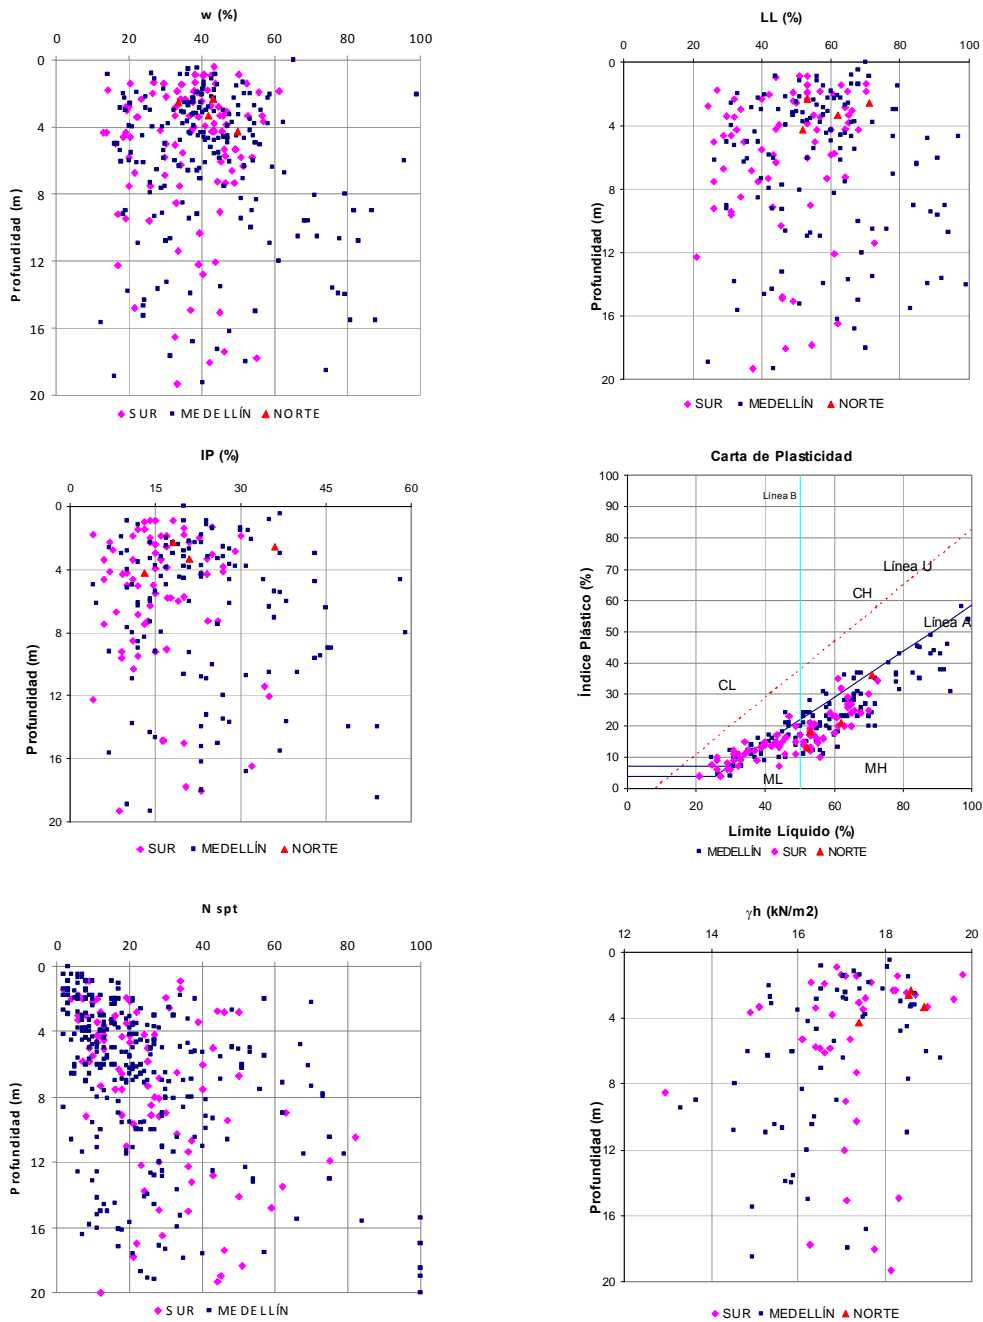 w (%)
0 20 40 60 80 100
0
4
8
12
16
20
Profundidad (m)
SUR MEDELLÍN NORTE
LL (%)
0 20 40 60 80 100
0
4
8
12
16
20
Profundidad (m)
SUR MEDELLÍN NORTE
IP (%)
0 15 30 45 60
0
4
8
12
16
20
Profundidad (m)
SUR MEDELLÍN NORTE
Carta de Plasticidad
100
90
80
70
60
50
40
30
20
10
0
Índice Plástico (%)
Línea B
Línea U
CH
Línea A
CL
ML
MH
0 20 40 60 80 100
Límite Líquido (%)
MEDELLÍN SUR NORTE
N spt
0 20 40 60 80 100
0
4
8
12
16
20
Profundidad (m)
SUR MEDELLÍN
γh (kN/m2)
12 14 16 18 20
0
4
8
12
16
20
Profundidad (m)
SUR MEDELLÍN NORTE